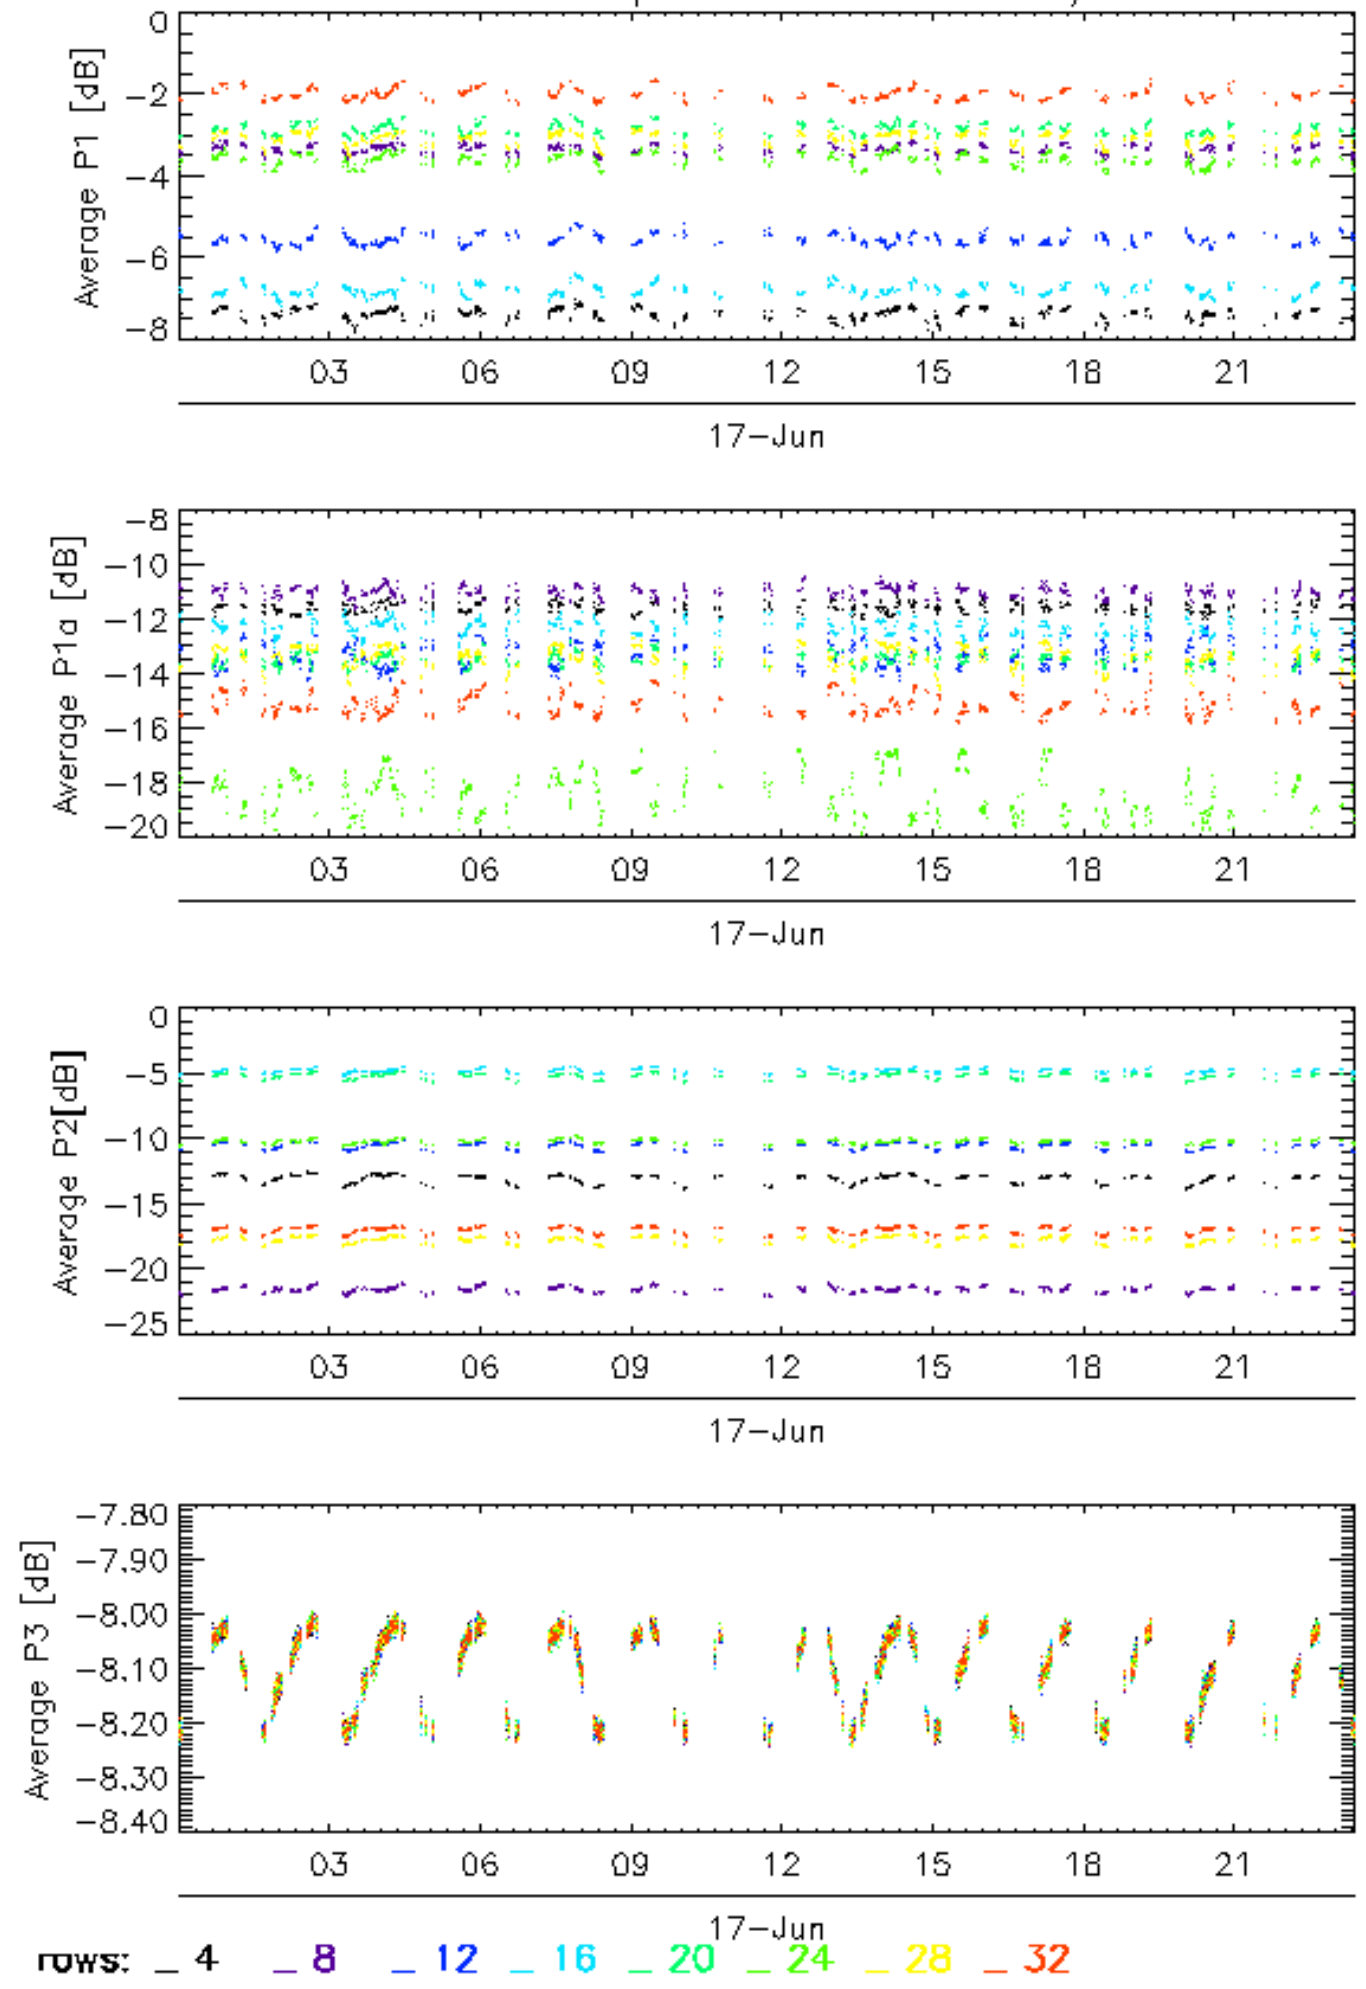 0
−2
−4
−6
−8
Average P1 [dB]
03 06 09 12 15 18 21
17−Jun
−8
−10
−12
−14
−16
−18
−20
Average P1a [dB]
03 06 09 12 15 18 21
17−Jun
0
−5
−10
−15
−20
−25
Average P2[dB]
03 06 09 12 15 18 21
17−Jun
−7.80
−7.90
−8.00
−8.10
−8.20
−8.30
−8.40
Average P3 [dB]
03 06 09 12 15 18 21
17−Jun
rows: _ 4 _ 8 _ 12 _ 16 _ 20 _ 24 _ 28 _ 32